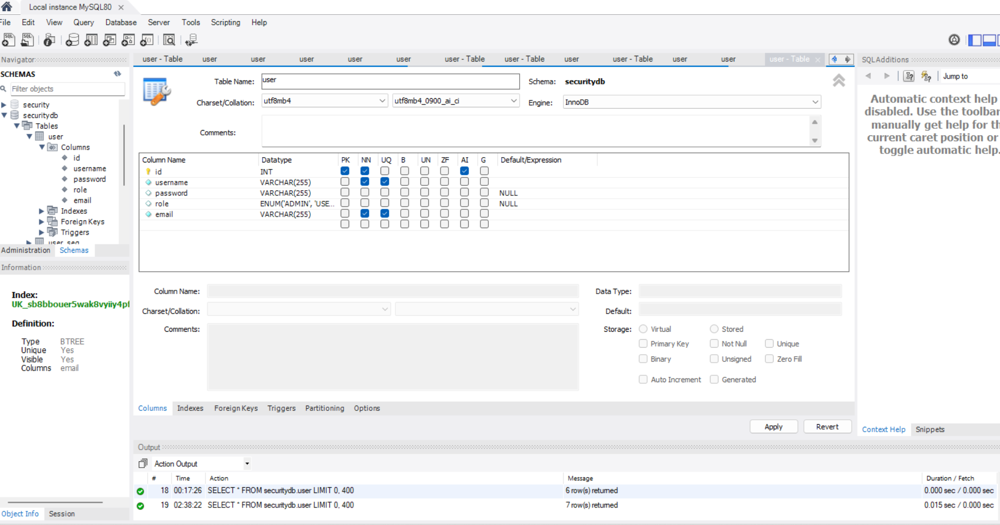 Local instance MySQL80
File Edit View Query Database Server Tools Scripting Help
Navigator
SCHEMAS
Filter objects
security
securitydb
Tables
user
Columns
id
username
password
role
email
Indexes
Foreign Keys
Triggers
user_seq
Administration Schemas
Information
Index:
UK_sb8bbouer5wak8vyiiy4pf
Definition:
Type BTREE
Unique Yes
Visible Yes
Columns email
Object Info Session
user - Table user user user user user user - Table user - Table user user - Table user user user - Table
Table Name: user Schema: securitydb
Charset/Collation: utf8mb4 utf8mb4_0900_ai_ci Engine: InnoDB
Comments:
Column Name Datatype PK NN UQ B UN ZF AI G Default/Expression
id INT
username VARCHAR(255)
password VARCHAR(255) NULL
role ENUM('ADMIN', 'USE... NULL
email VARCHAR(255)
Column Name: Data Type:
Charset/Collation: Default:
Comments: Storage: Virtual Stored
Primary Key Not Null Unique
Binary Unsigned Zero Fill
Auto Increment Generated
Columns Indexes Foreign Keys Triggers Partitioning Options
Apply Revert
Output
Action Output
# Time Action Message Duration / Fetch
18 00:17:26 SELECT * FROM securitydb.user LIMIT 0, 400 6 row(s) returned 0.000 sec / 0.000 sec
19 02:38:22 SELECT * FROM securitydb.user LIMIT 0, 400 7 row(s) returned 0.015 sec / 0.000 sec
SQLAdditions
Jump to
Automatic context help
disabled. Use the toolbar
manually get help for th
current caret position or
toggle automatic help.
Context Help Snippets